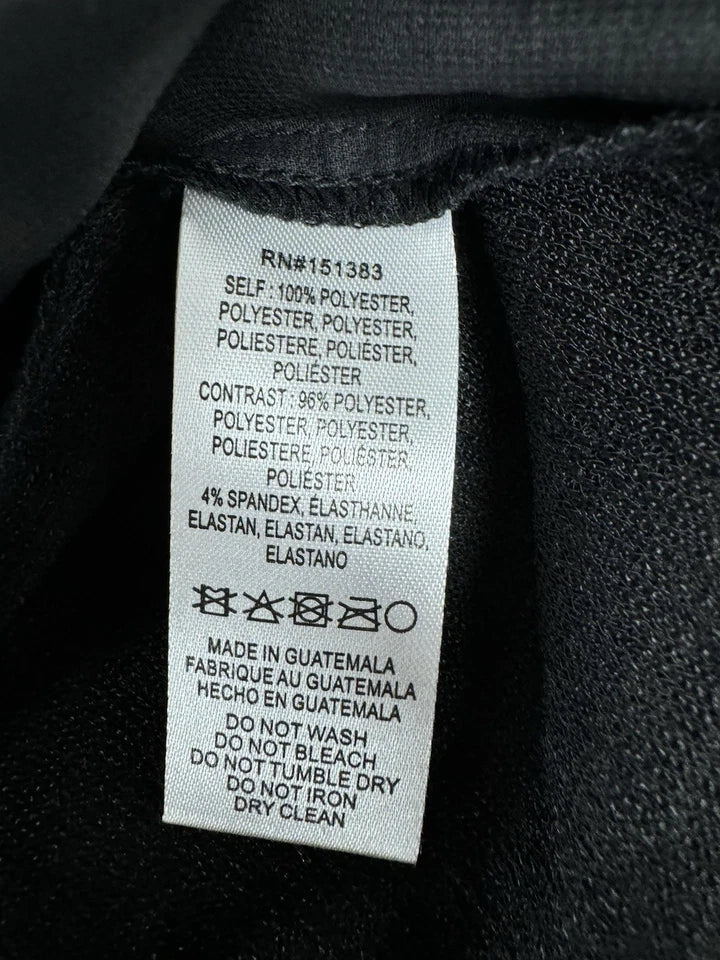 RN#151383
SELF : 100% POLYESTER,
POLYESTER, POLYESTER,
POLIESTERE, POLIÉSTER,
POLIÉSTER
CONTRAST : 96% POLYESTER,
POLYESTER, POLYESTER,
POLIESTERE, POLIÉSTER,
POLIÉSTER
4% SPANDEX, ÉLASTHANNE,
ELASTAN, ELASTAN, ELASTANO,
ELASTANO
MADE IN GUATEMALA
FABRIQUE AU GUATEMALA
HECHO EN GUATEMALA
DO NOT WASH
DO NOT BLEACH
DO NOT TUMBLE DRY
DO NOT IRON
DRY CLEAN